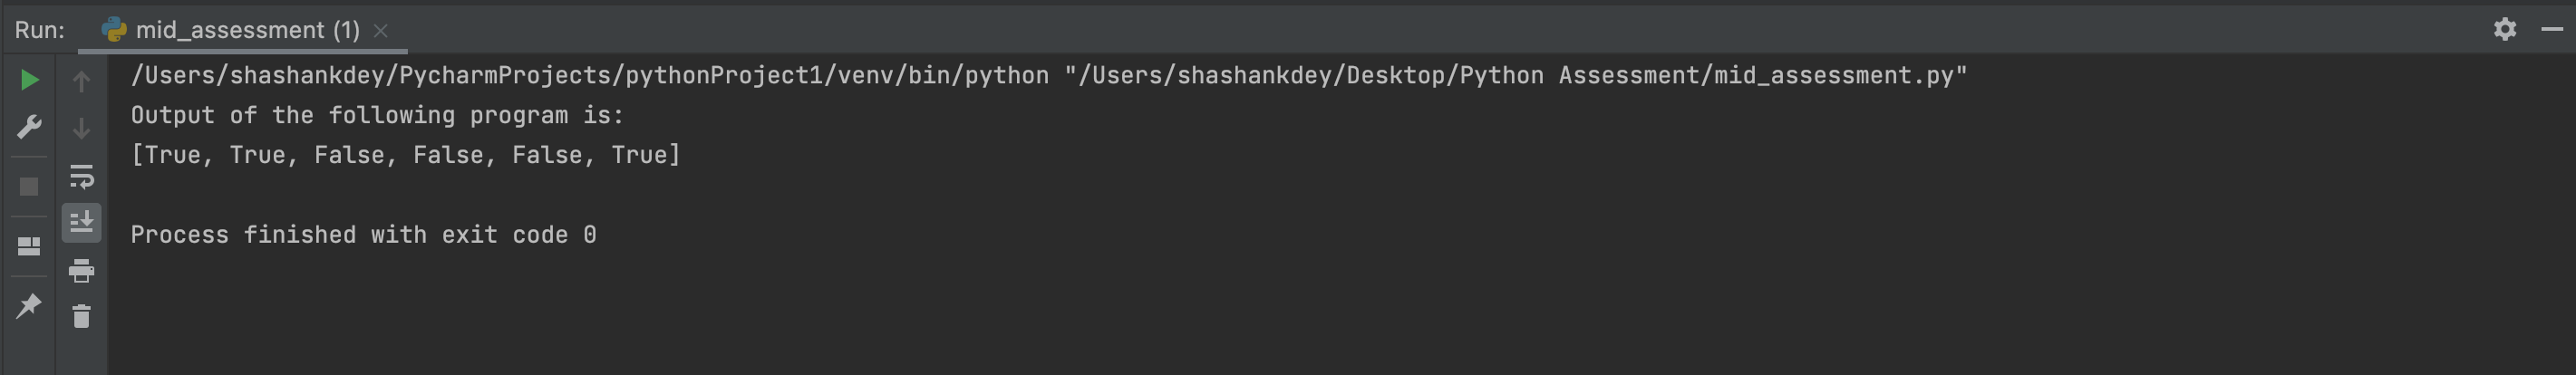 Run: mid_assessment (1)
/Users/shashankdey/PycharmProjects/pythonProject1/venv/bin/python "/Users/shashankdey/Desktop/Python Assessment/mid_assessment.py"
Output of the following program is:
[True, True, False, False, False, True]
Process finished with exit code 0